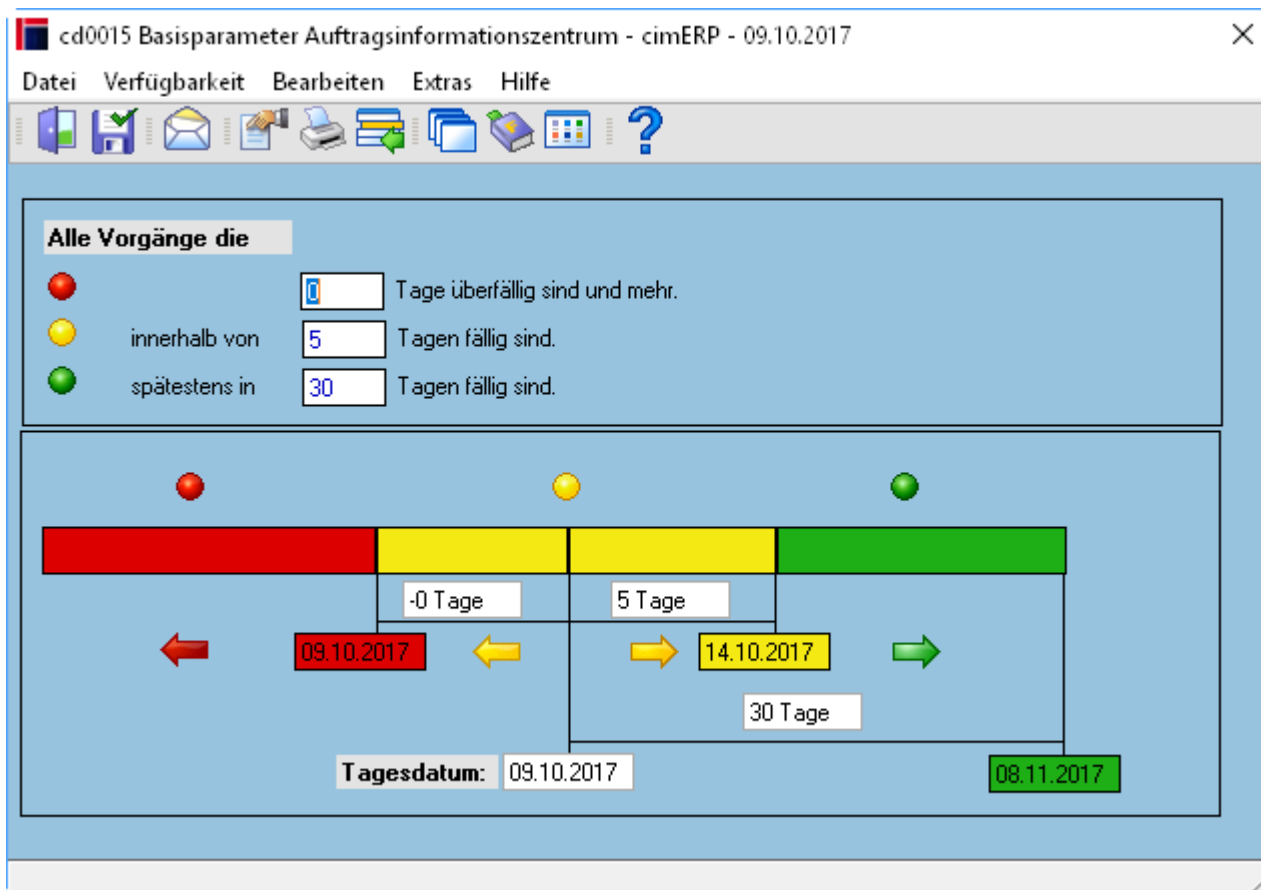 cd0015 Basisparameter Auftragsinformationszentrum - cimERP - 09.10.2017
Datei Verfügbarkeit Bearbeiten Extras Hilfe
Alle Vorgänge die
0 Tage überfällig sind und mehr.
innerhalb von 5 Tagen fällig sind.
spätestens in 30 Tagen fällig sind.
-0 Tage 5 Tage
09.10.2017 14.10.2017
30 Tage
Tagesdatum: 09.10.2017 08.11.2017